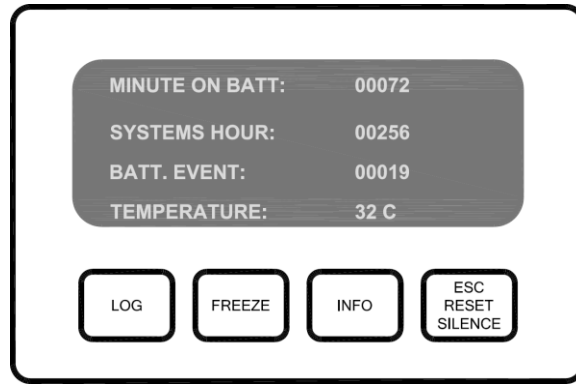 MINUTE ON BATT: 00072
SYSTEMS HOUR: 00256
BATT. EVENT: 00019
TEMPERATURE: 32 C
LOG
FREEZE
INFO
ESC
RESET
SILENCE